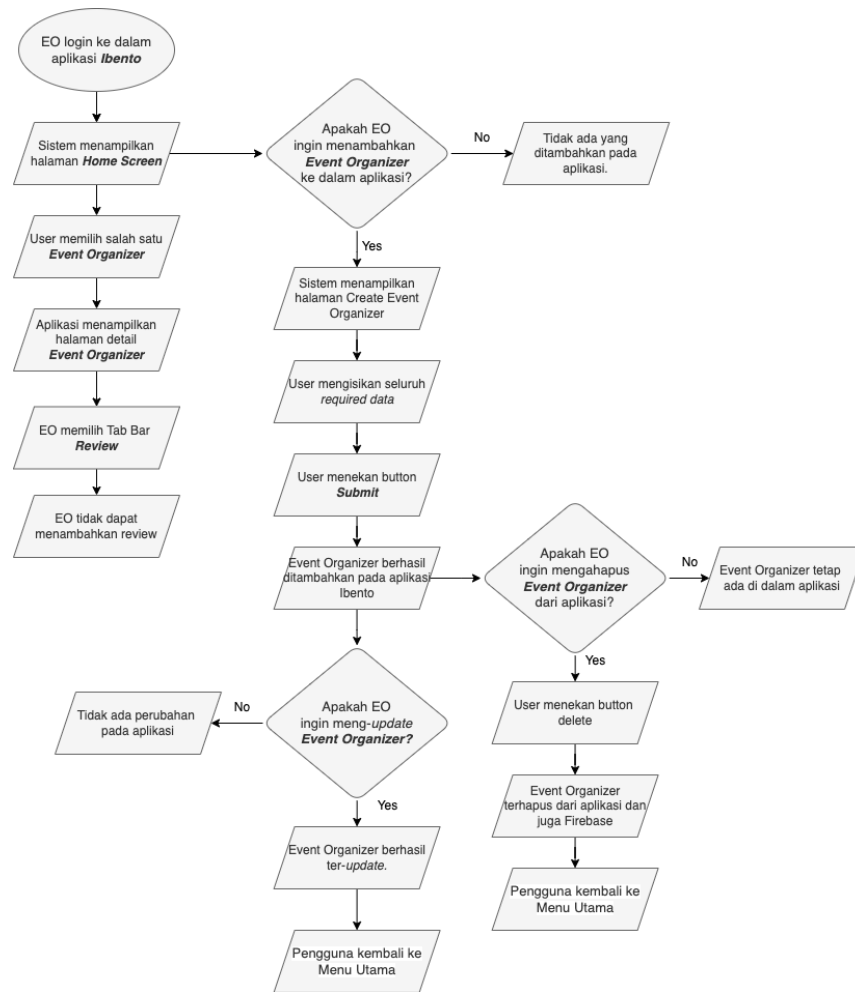 EO login ke dalam
aplikasi Ibento
Sistem menampilkan
halaman Home Screen
Apakah EO
ingin menambahkan
Event Organizer
ke dalam aplikasi?
No
Tidak ada yang
ditambahkan pada
aplikasi.
User memilih salah satu
Event Organizer
Aplikasi menampilkan
halaman detail
Event Organizer
EO memilih Tab Bar
Review
EO tidak dapat
menambahkan review
Yes
Sistem menampilkan
halaman Create Event
Organizer
User mengisikan seluruh
required data
User menekan button
Submit
Event Organizer berhasil
ditambahkan pada aplikasi
Ibento
Apakah EO
ingin mengahapus
Event Organizer
dari aplikasi?
No
Event Organizer tetap
ada di dalam aplikasi
Yes
User menekan button
delete
Event Organizer
terhapus dari aplikasi dan
juga Firebase
Pengguna kembali ke
Menu Utama
Apakah EO
ingin meng-update
Event Organizer?
No
Tidak ada perubahan
pada aplikasi
Yes
Event Organizer berhasil
ter-update.
Pengguna kembali ke
Menu Utama